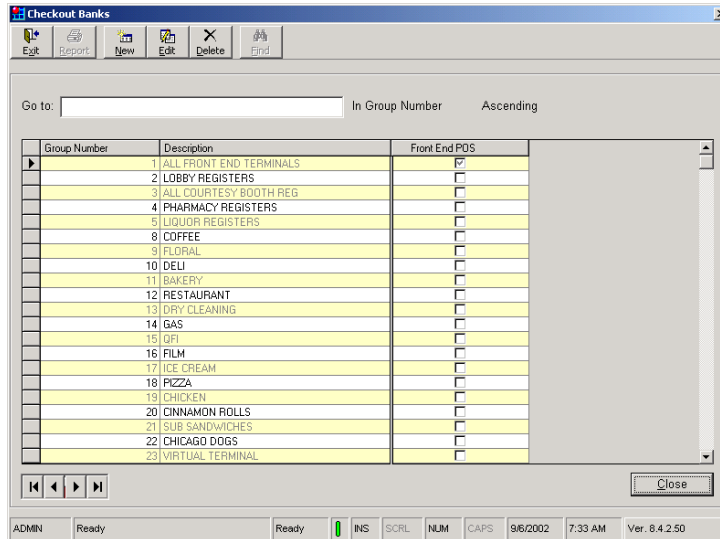 Checkout Banks
Exit Report New Edit Delete Find
Go to: In Group Number Ascending
Group Number Description Front End POS
1 ALL FRONT END TERMINALS
2 LOBBY REGISTERS
3 ALL COURTESY BOOTH REG
4 PHARMACY REGISTERS
5 LIQUOR REGISTERS
8 COFFEE
9 FLORAL
10 DELI
11 BAKERY
12 RESTAURANT
13 DRY CLEANING
14 GAS
15 QFI
16 FILM
17 ICE CREAM
18 PIZZA
19 CHICKEN
20 CINNAMON ROLLS
21 SUB SANDWICHES
22 CHICAGO DOGS
23 VIRTUAL TERMINAL
Close
ADMIN Ready Ready INS SCRL NUM CAPS 9/6/2002 7:33 AM Ver. 8.4.2.50